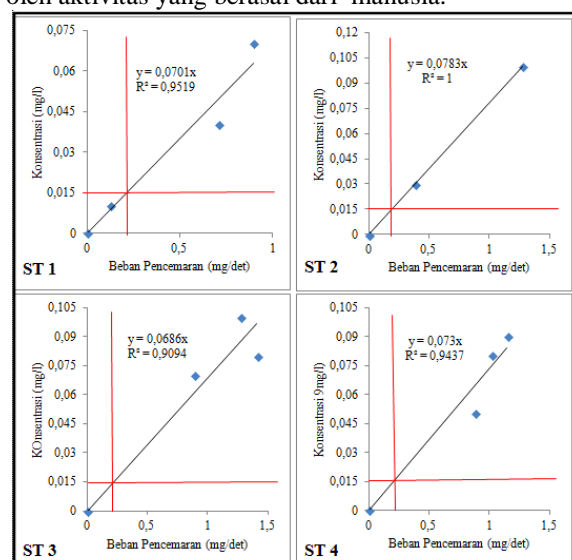 oleh aktivitas yang berasal dari manusia.
0,075
0,06
0,045
0,03
0,015
0
Konsentrasi (mg/l)
y = 0,0701x
R² = 0,9519
0
0,5
1
Beban Pencemaran (mg/det)
ST 1
0,12
0,105
0,09
0,075
0,06
0,045
0,03
0,015
0
Konsentrasi (mg/l)
y = 0,0783x
R² = 1
0
0,5
1
1,5
Beban Pencemaran (mg/det)
ST 2
0,105
0,09
0,075
0,06
0,045
0,03
0,015
0
KOnsentrasi (mg/l)
y = 0,0686x
R² = 0,9094
0
0,5
1
1,5
Beban Pencemaran (mg/det)
ST 3
0,105
0,09
0,075
0,06
0,045
0,03
0,015
0
Konsentrasi 9mg/l)
y = 0,073x
R² = 0,9437
0
0,5
1
1,5
Beban Pencemaran (mg/det)
ST 4